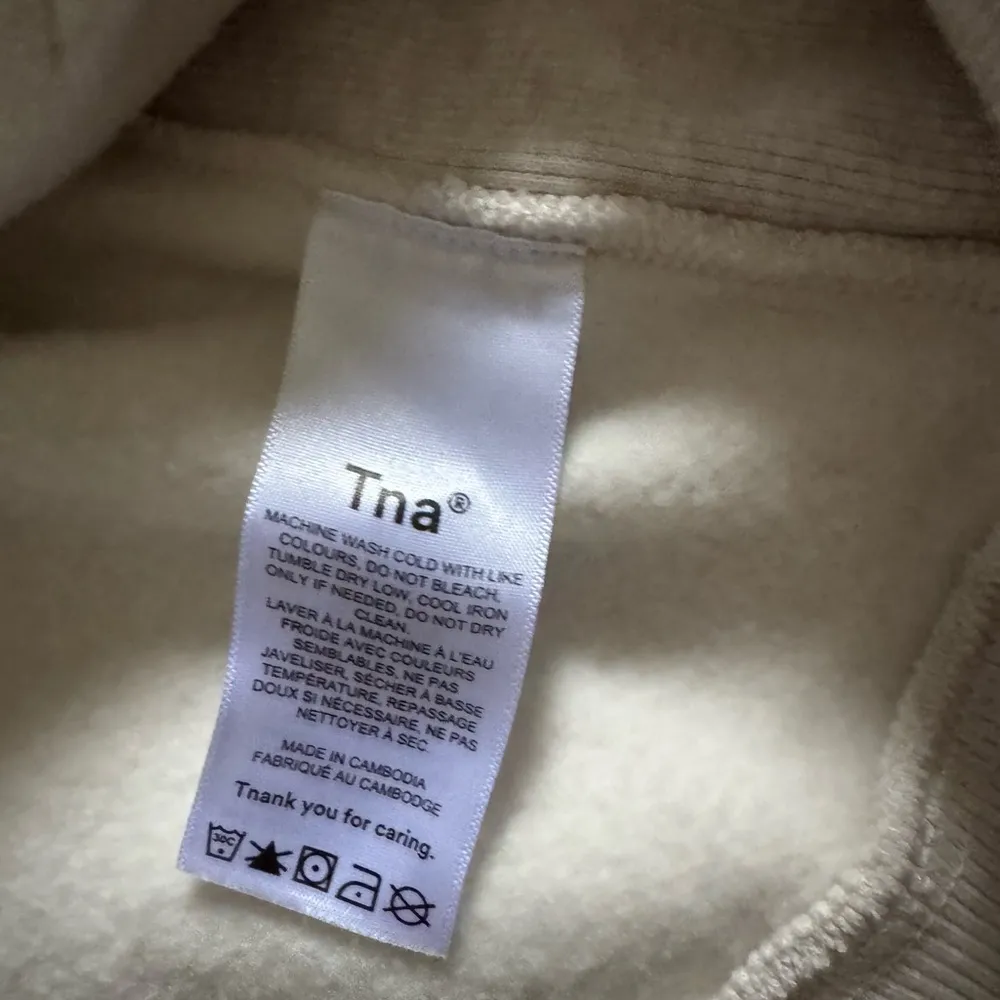 Tna®
MACHINE WASH COLD WITH LIKE
COLOURS, DO NOT BLEACH,
TUMBLE DRY LOW, COOL IRON
ONLY IF NEEDED, DO NOT DRY
CLEAN.
LAVER À LA MACHINE À L'EAU
FROIDE AVEC COULEURS
SEMBLABLES, NE PAS
JAVELISER, SÉCHER À BASSE
TEMPÉRATURE, REPASSAGE
DOUX SI NÉCESSAIRE, NE PAS
NETTOYER À SEC.
MADE IN CAMBODIA
FABRIQUÉ AU CAMBODGE
Tnank you for caring.
30C